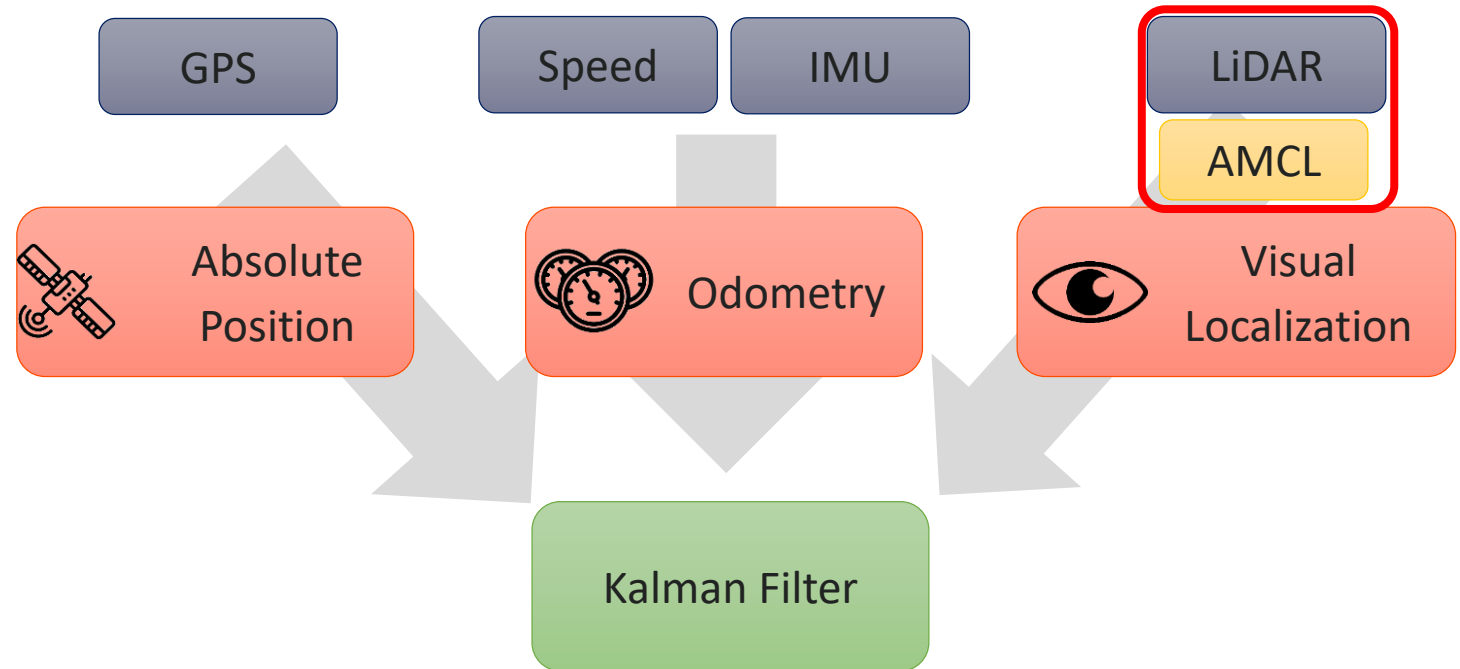 GPS
Speed
IMU
LiDAR
AMCL
Absolute
Position
Odometry
Visual
Localization
Kalman Filter